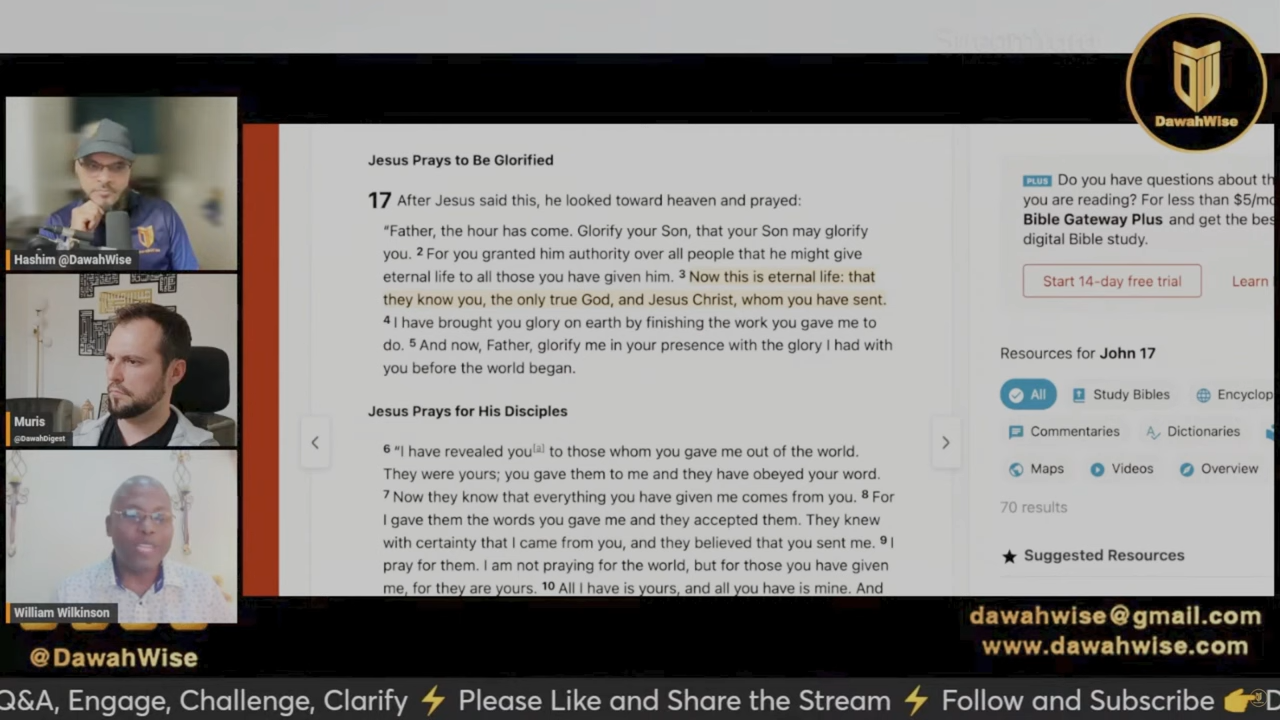 DawahWise
Hashim @DawahWise
Muris
@DawahDigest
William Wilkinson
@DawahWise
Jesus Prays to Be Glorified
17 After Jesus said this, he looked toward heaven and prayed:
“Father, the hour has come. Glorify your Son, that your Son may glorify
you. 2 For you granted him authority over all people that he might give
eternal life to all those you have given him. 3 Now this is eternal life: that
they know you, the only true God, and Jesus Christ, whom you have sent.
4 I have brought you glory on earth by finishing the work you gave me to
do. 5 And now, Father, glorify me in your presence with the glory I had with
you before the world began.
Jesus Prays for His Disciples
6 “I have revealed you[a] to those whom you gave me out of the world.
They were yours; you gave them to me and they have obeyed your word.
7 Now they know that everything you have given me comes from you. 8 For
I gave them the words you gave me and they accepted them. They knew
with certainty that I came from you, and they believed that you sent me. 9 I
pray for them. I am not praying for the world, but for those you have given
me, for they are yours. 10 All I have is yours, and all you have is mine. And
PLUS Do you have questions about th
you are reading? For less than $5/mo
Bible Gateway Plus and get the bes
digital Bible study.
Start 14-day free trial Learn
Resources for John 17
All Study Bibles Encyclop
Commentaries Dictionaries
Maps Videos Overview
70 results
★ Suggested Resources
dawahwise@gmail.com
www.dawahwise.com
Q&A, Engage, Challenge, Clarify ⚡ Please Like and Share the Stream ⚡ Follow and Subscribe 👉